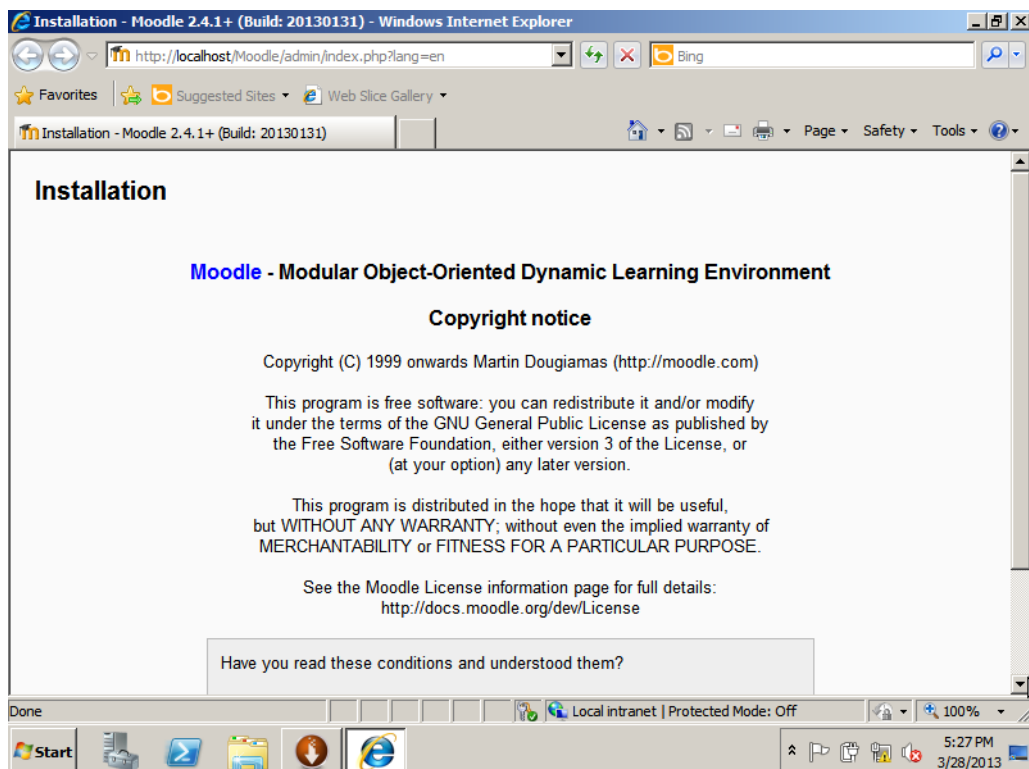 Installation - Moodle 2.4.1+ (Build: 20130131) - Windows Internet Explorer
http://localhost/Moodle/admin/index.php?lang=en
Bing
Favorites
Suggested Sites
Web Slice Gallery
Installation - Moodle 2.4.1+ (Build: 20130131)
Page
Safety
Tools
Installation
Moodle - Modular Object-Oriented Dynamic Learning Environment
Copyright notice
Copyright (C) 1999 onwards Martin Dougiamas (http://moodle.com)
This program is free software: you can redistribute it and/or modify
it under the terms of the GNU General Public License as published by
the Free Software Foundation, either version 3 of the License, or
(at your option) any later version.
This program is distributed in the hope that it will be useful,
but WITHOUT ANY WARRANTY; without even the implied warranty of
MERCHANTABILITY or FITNESS FOR A PARTICULAR PURPOSE.
See the Moodle License information page for full details:
http://docs.moodle.org/dev/License
Have you read these conditions and understood them?
Done
Local intranet | Protected Mode: Off
100%
Start
5:27 PM
3/28/2013